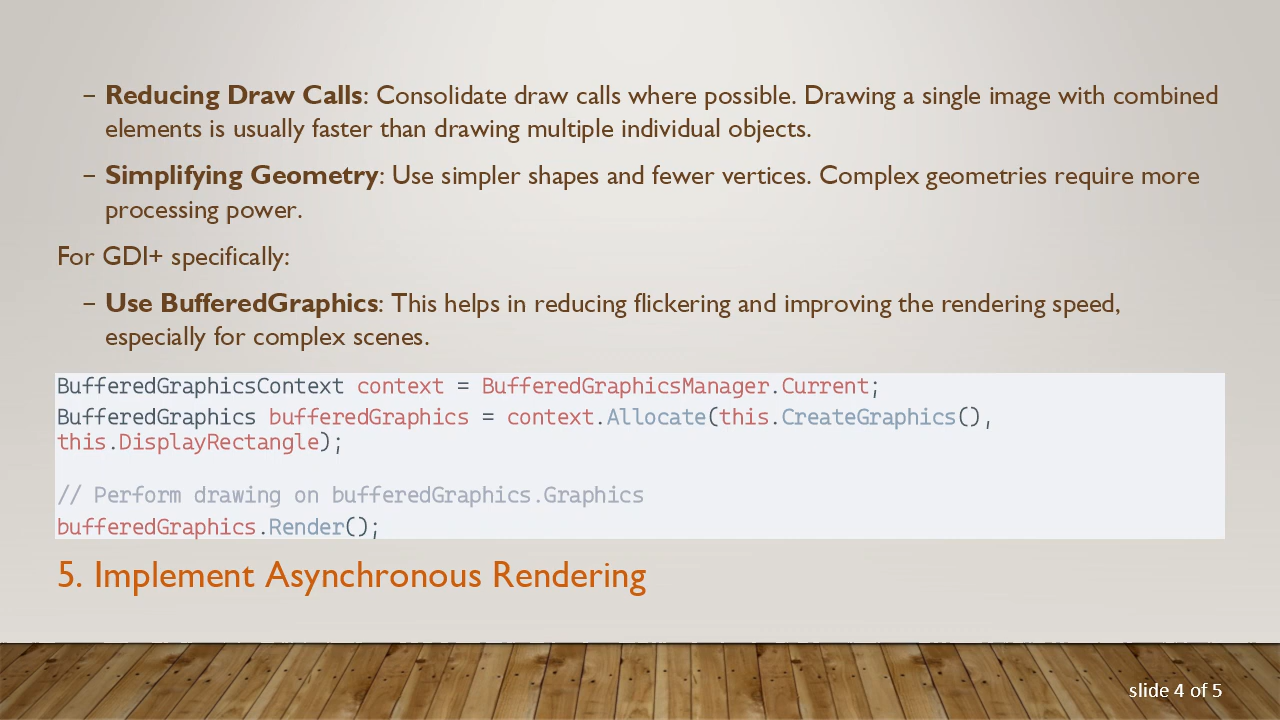 – Reducing Draw Calls: Consolidate draw calls where possible. Drawing a single image with combined
elements is usually faster than drawing multiple individual objects.
– Simplifying Geometry: Use simpler shapes and fewer vertices. Complex geometries require more
processing power.
For GDI+ specifically:
– Use BufferedGraphics: This helps in reducing flickering and improving the rendering speed,
especially for complex scenes.
BufferedGraphicsContext context = BufferedGraphicsManager.Current;
BufferedGraphics bufferedGraphics = context.Allocate(this.CreateGraphics(),
this.DisplayRectangle);
// Perform drawing on bufferedGraphics.Graphics
bufferedGraphics.Render();
5. Implement Asynchronous Rendering
slide 4 of 5